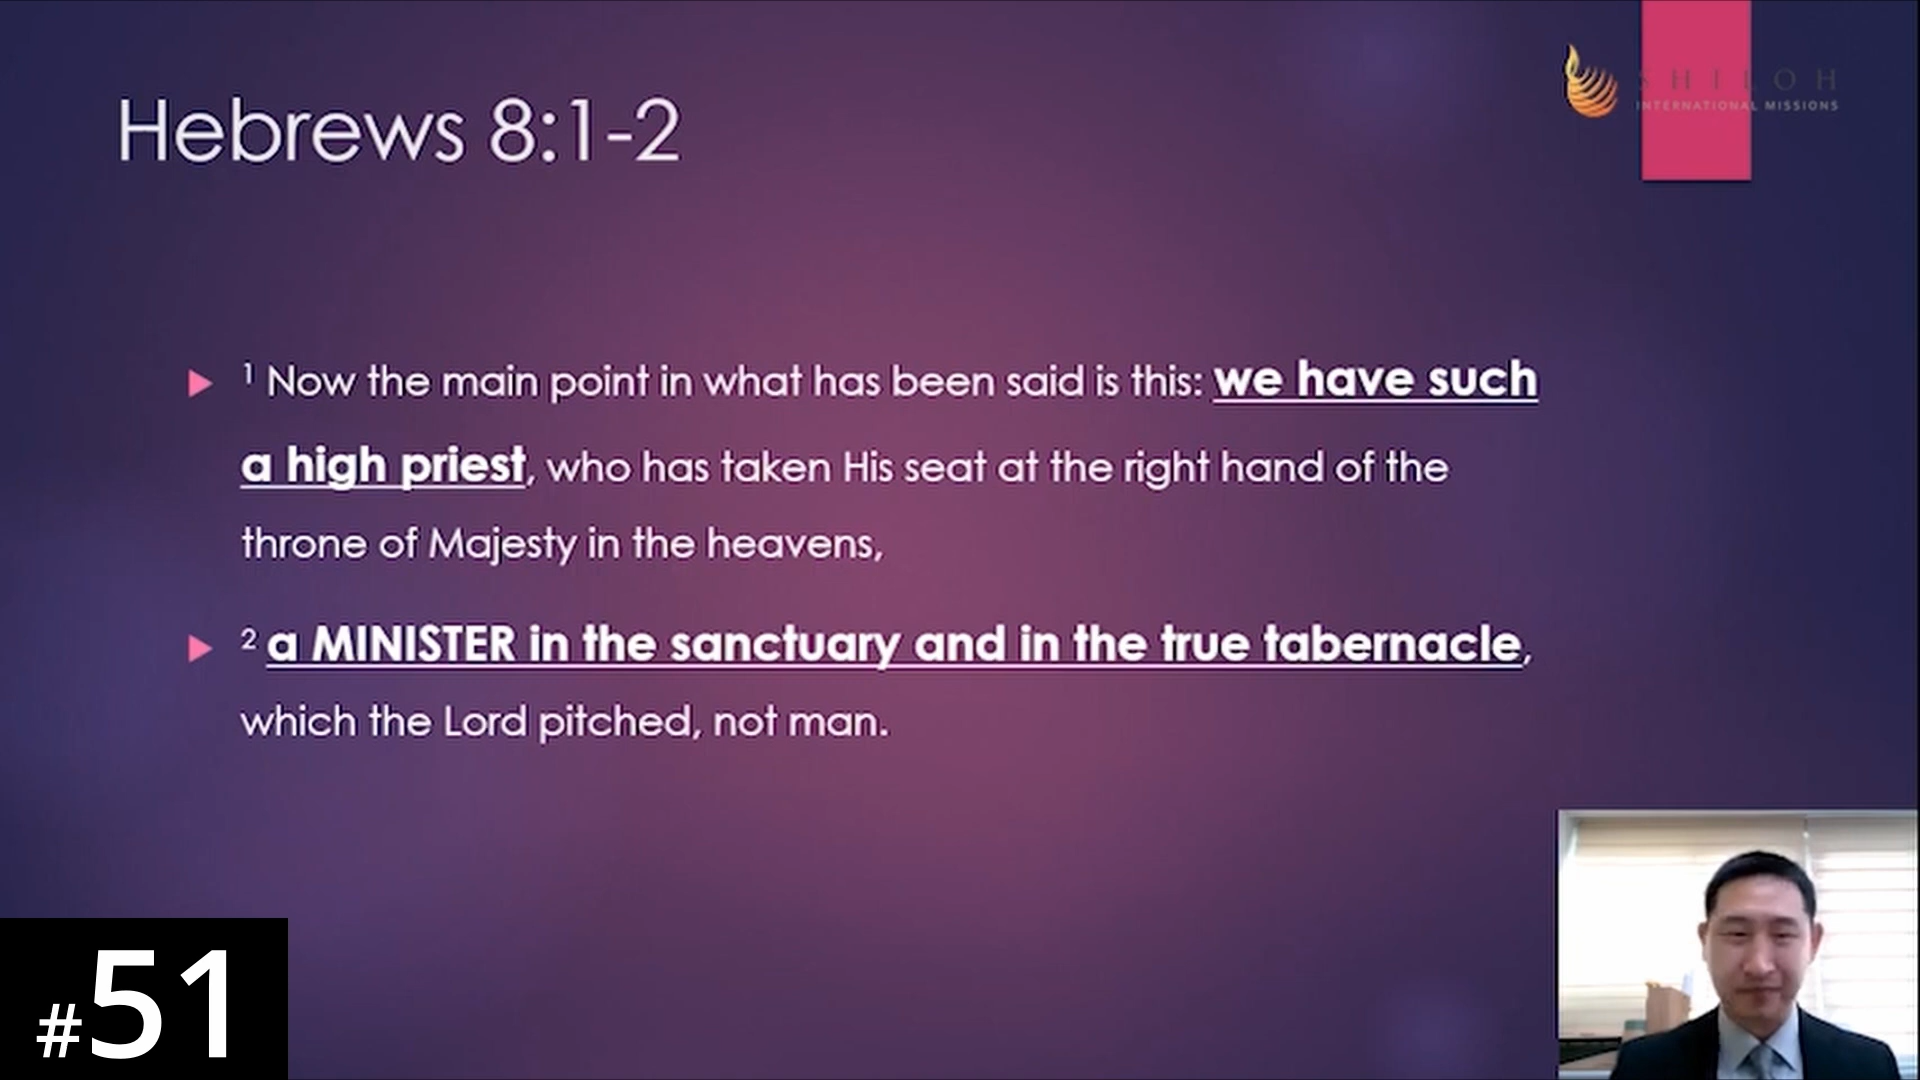 Hebrews 8:1-2
SHILOH
INTERNATIONAL MISSIONS
1 Now the main point in what has been said is this: we have such
a high priest, who has taken His seat at the right hand of the
throne of Majesty in the heavens,
2 a MINISTER in the sanctuary and in the true tabernacle,
which the Lord pitched, not man.
#51